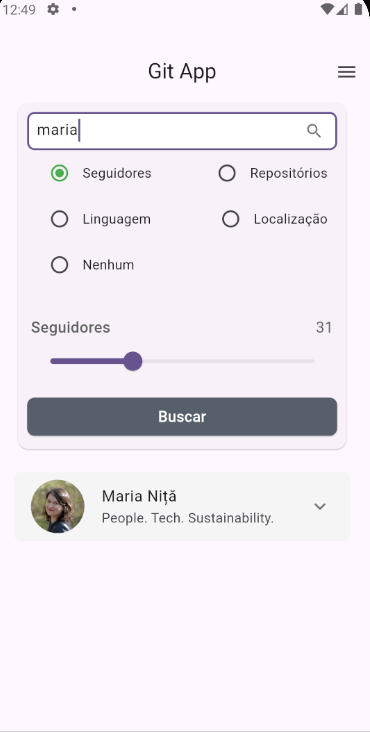 12:49
Git App
maria
Seguidores
Repositórios
Linguagem
Localização
Nenhum
Seguidores 31
Buscar
Maria Niță
People. Tech. Sustainability.